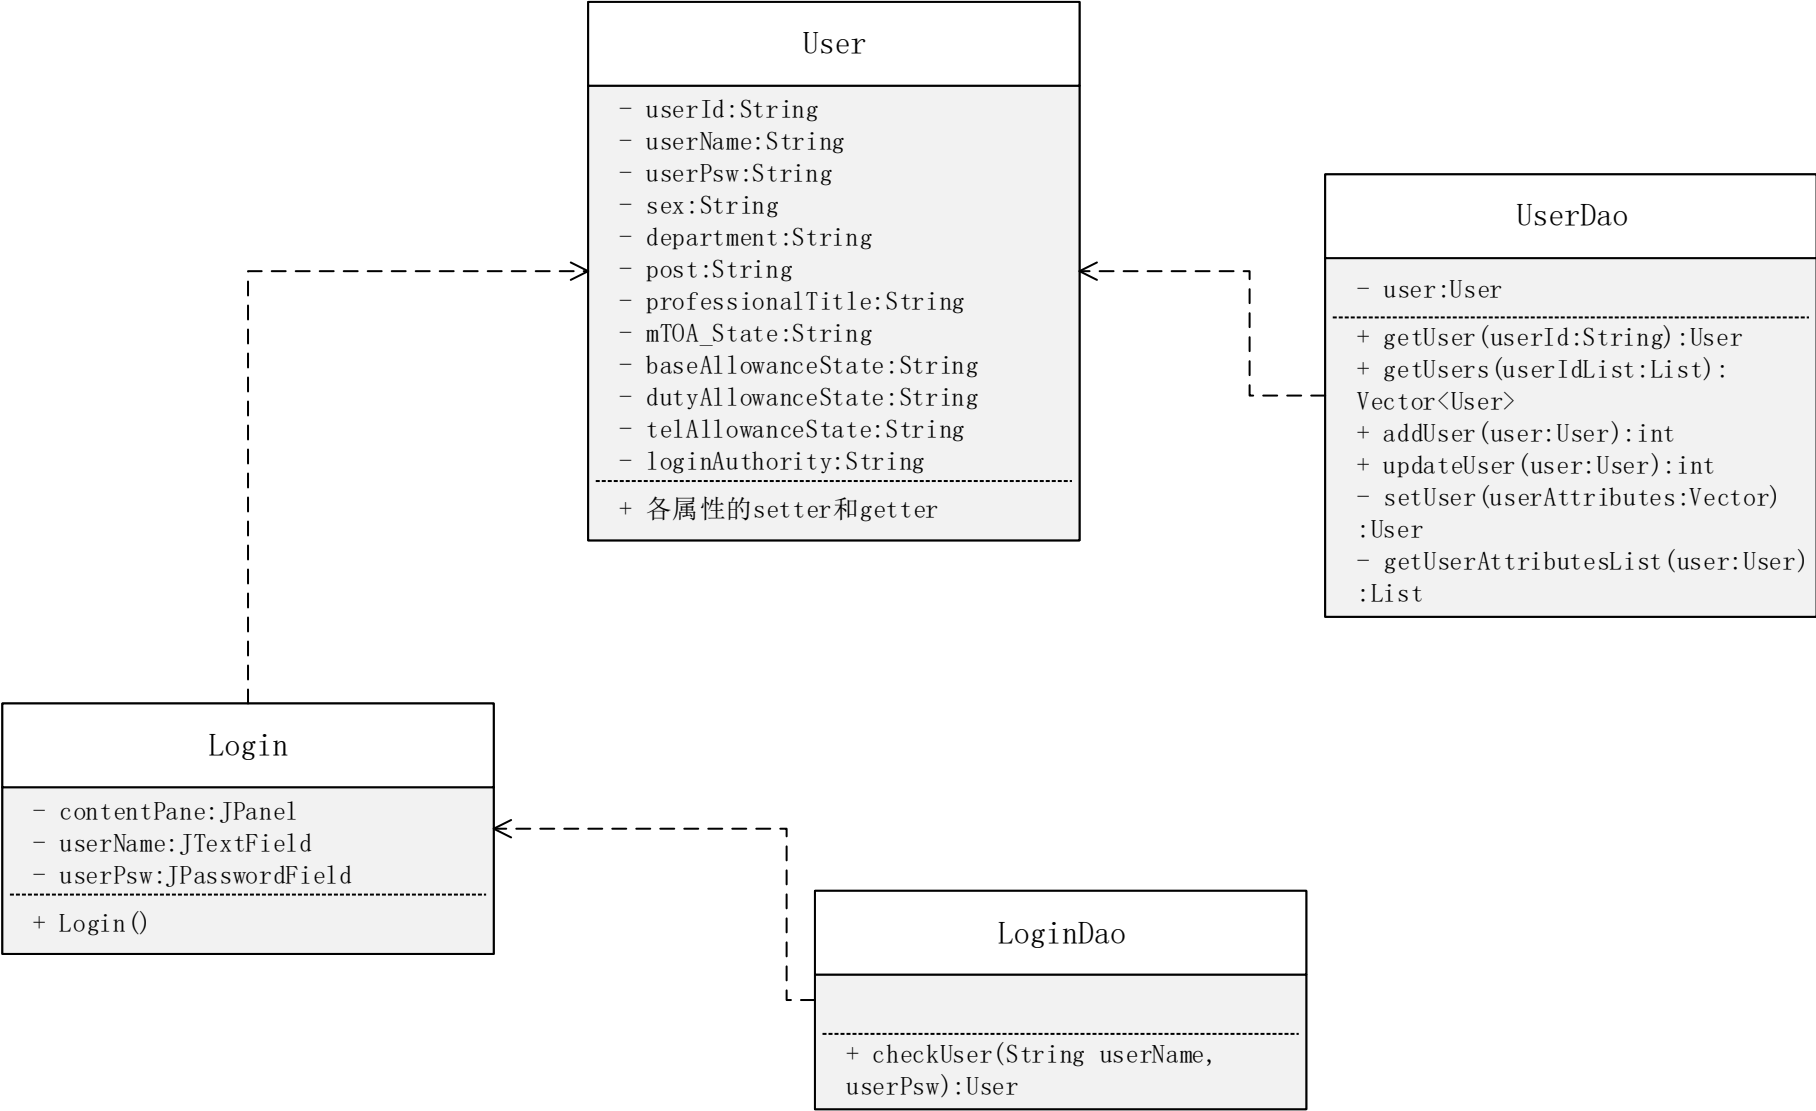 User
- userId:String
- userName:String
- userPsw:String
- sex:String
- department:String
- post:String
- professionalTitle:String
- mTOA_State:String
- baseAllowanceState:String
- dutyAllowanceState:String
- telAllowanceState:String
- loginAuthority:String
+ 各属性的setter和getter
UserDao
- user:User
+ getUser(userId:String):User
+ getUsers(userIdList:List):
Vector<User>
+ addUser(user:User):int
+ updateUser(user:User):int
- setUser(userAttributes:Vector)
:User
- getUserAttributesList(user:User)
:List
Login
- contentPane:JPanel
- userName:JTextField
- userPsw:JPasswordField
+ Login()
LoginDao
+ checkUser(String userName,
userPsw):User